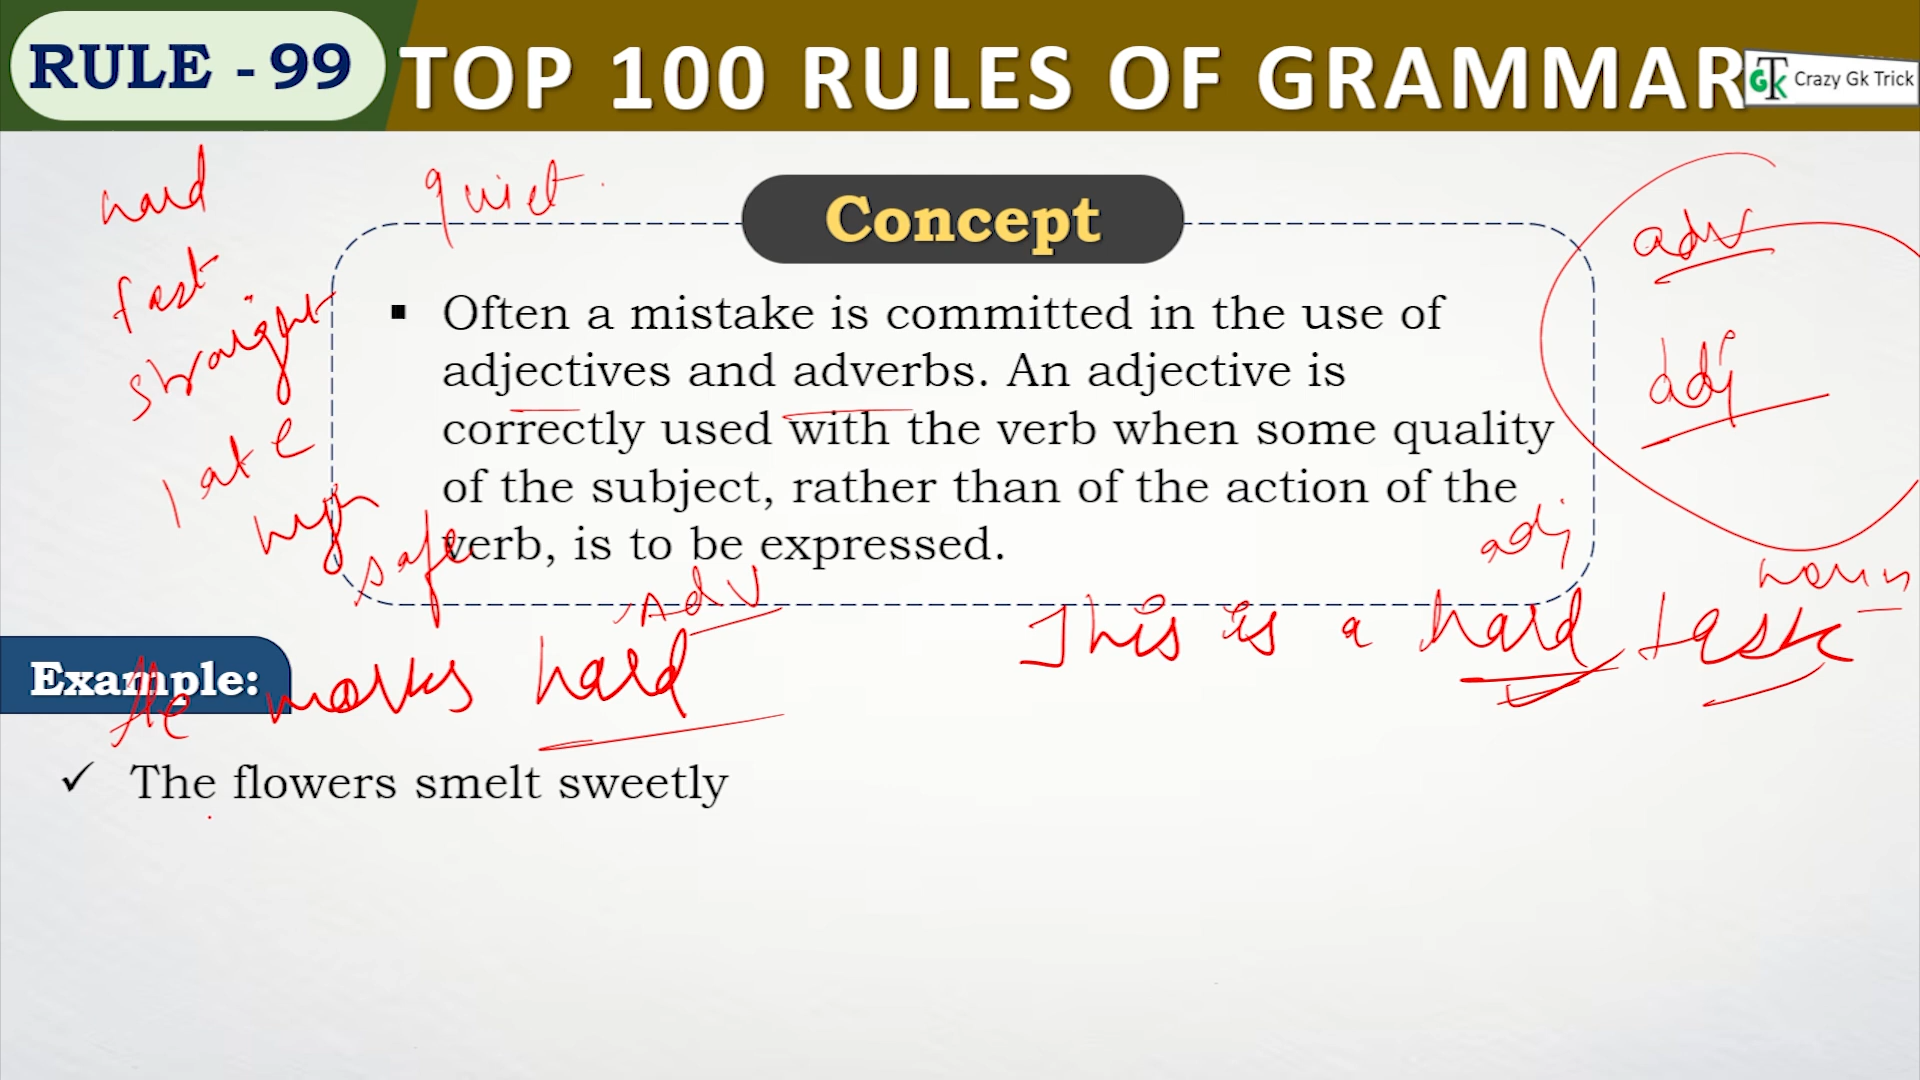 RULE - 99
TOP 100 RULES OF GRAMMAR
GTK Crazy Gk Trick
hard
quiet
Concept
adv
fast
straight
Often a mistake is committed in the use of
adjectives and adverbs. An adjective is
correctly used with the verb when some quality
of the subject, rather than of the action of the
verb, is to be expressed.
adj
late
high
safe
adj
noun
Adv
This is a hard task
Example:
He works hard
✓ The flowers smelt sweetly